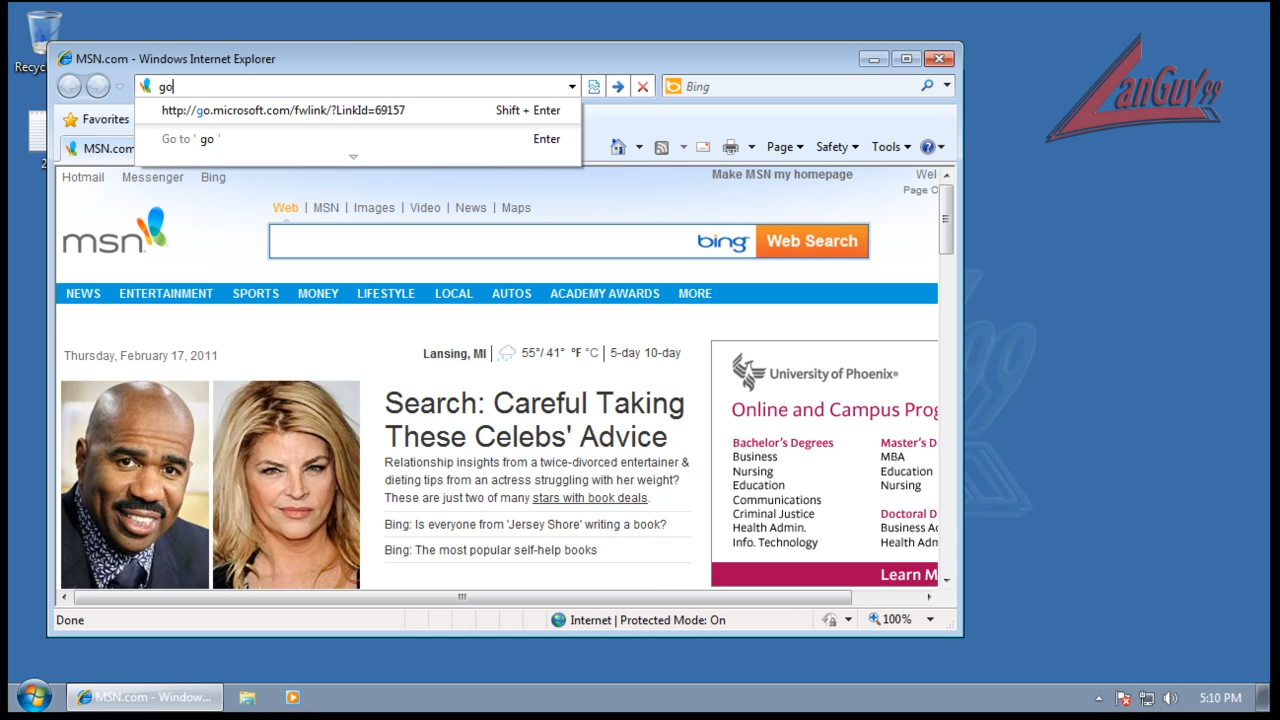 Recyc
2
MSN.com - Windows Internet Explorer
go
Bing
http://go.microsoft.com/fwlink/?LinkId=69157 Shift + Enter
Go to ' go ' Enter
Favorites
MSN.com
Page Safety Tools
Hotmail Messenger Bing
Make MSN my homepage
Wel
Page O
msn
Web | MSN | Images | Video | News | Maps
bing Web Search
NEWS ENTERTAINMENT SPORTS MONEY LIFESTYLE LOCAL AUTOS ACADEMY AWARDS MORE
Thursday, February 17, 2011
Lansing, MI | 55°/ 41° °F °C | 5-day 10-day
Search: Careful Taking
These Celebs' Advice
Relationship insights from a twice-divorced entertainer &
dieting tips from an actress struggling with her weight?
These are just two of many stars with book deals.
Bing: Is everyone from 'Jersey Shore' writing a book?
Bing: The most popular self-help books
University of Phoenix®
Online and Campus Prog
Bachelor's Degrees
Business
Nursing
Education
Communications
Criminal Justice
Health Admin.
Info. Technology
Master's D
MBA
Education
Nursing
Doctoral D
Business Ad
Health Adm
Learn M
Done
Internet | Protected Mode: On
100%
MSN.com - Window...
5:10 PM
LanGuy99